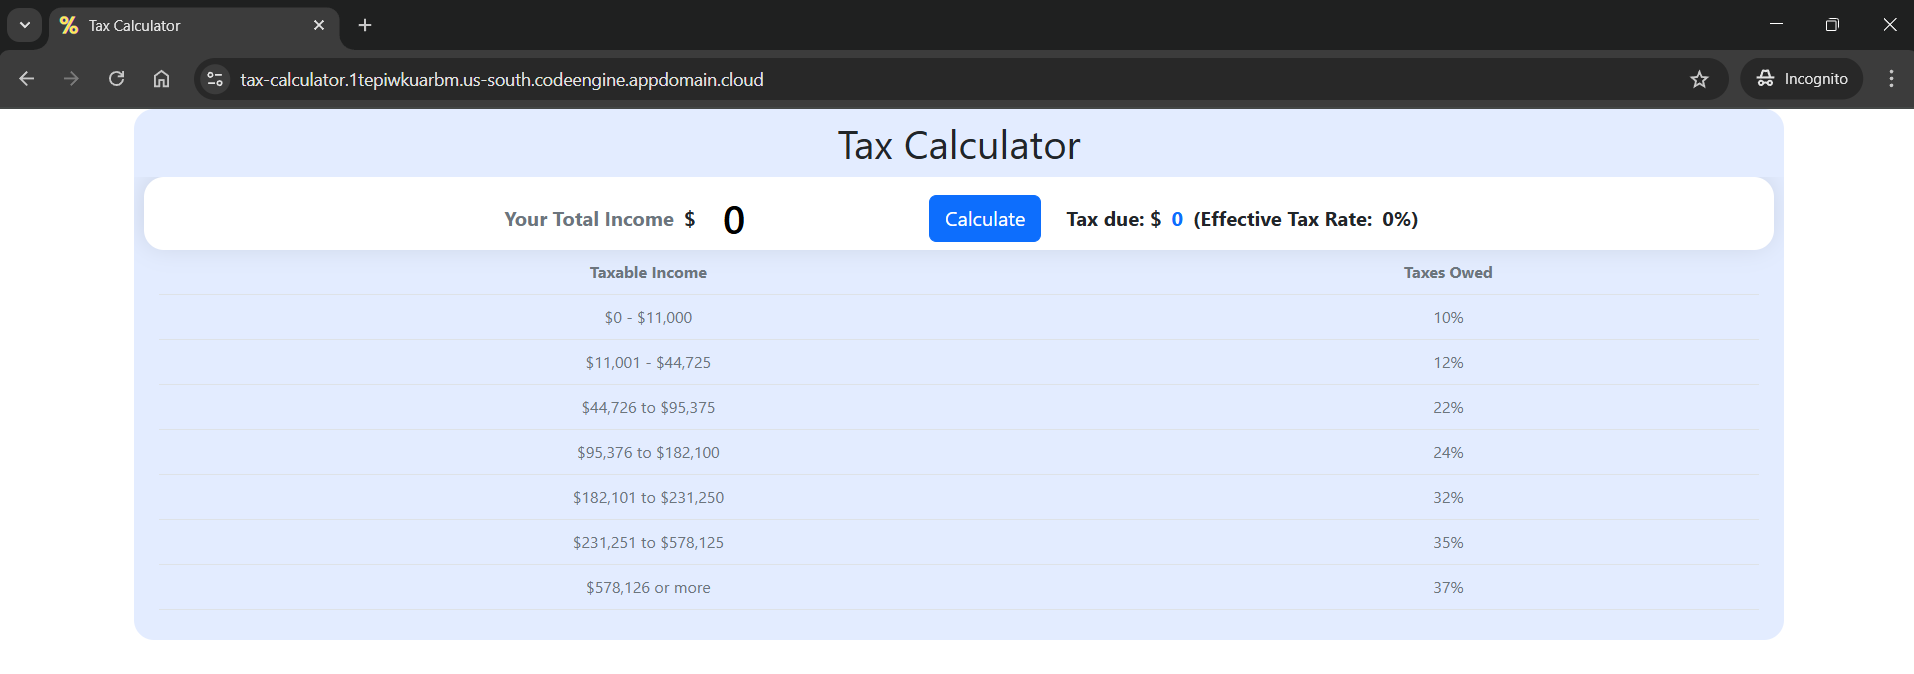 Tax Calculator
tax-calculator.1tepiwkuarbm.us-south.codeengine.appdomain.cloud
Incognito
Tax Calculator
Your Total Income $ 0 Calculate Tax due: $ 0 (Effective Tax Rate: 0%)
Taxable Income Taxes Owed
$0 - $11,000 10%
$11,001 - $44,725 12%
$44,726 to $95,375 22%
$95,376 to $182,100 24%
$182,101 to $231,250 32%
$231,251 to $578,125 35%
$578,126 or more 37%